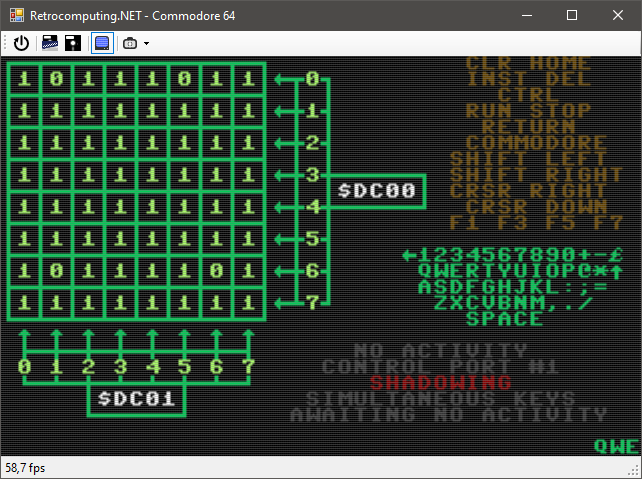 Retrocomputing.NET - Commodore 64
1 0 1 1 1 0 1 1 ←0
1 1 1 1 1 1 1 1 ←1
1 1 1 1 1 1 1 1 ←2
1 1 1 1 1 1 1 1 ←3
$DC00
1 1 1 1 1 1 1 1 ←4
1 1 1 1 1 1 1 1 ←5
1 0 1 1 1 1 0 1 ←6
1 1 1 1 1 1 1 1 ←7
0 1 2 3 4 5 6 7
$DC01
CLR HOME
INST DEL
CTRL
RUN STOP
RETURN
COMMODORE
SHIFT LEFT
SHIFT RIGHT
CRSR RIGHT
CRSR DOWN
F1 F3 F5 F7
←1234567890+-£
QWERTYUIOP@*↑
ASDFGHJKL:;=
ZXCVBNM,./
SPACE
NO ACTIVITY
CONTROL PORT #1
SHADOWING
SIMULTANEOUS KEYS
AWAITING NO ACTIVITY
QWE
58,7 fps